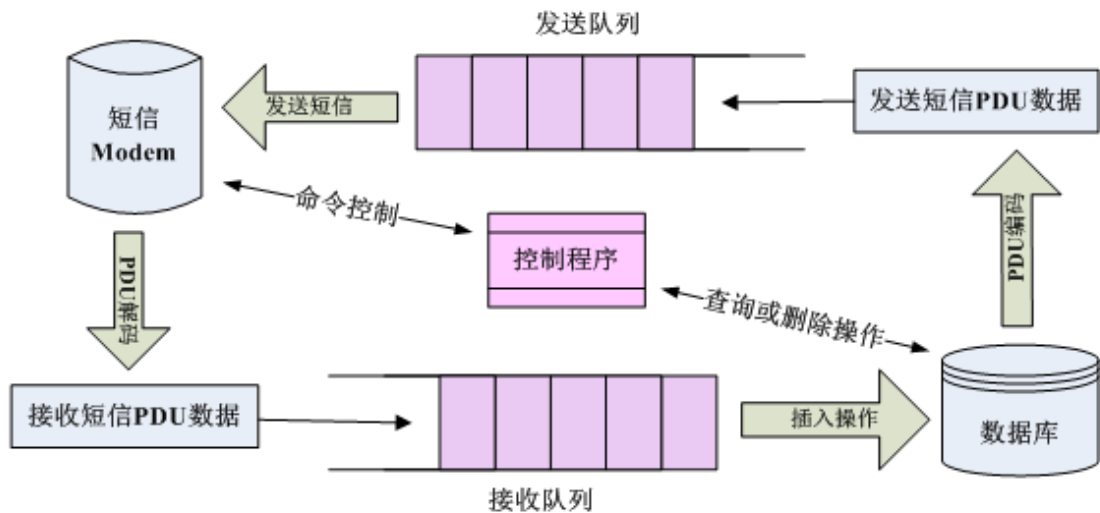 发送队列
短信
Modem
发送短信
发送短信PDU数据
命令控制
控制程序
PDU编码
PDU解码
查询或删除操作
接收短信PDU数据
插入操作
数据库
接收队列